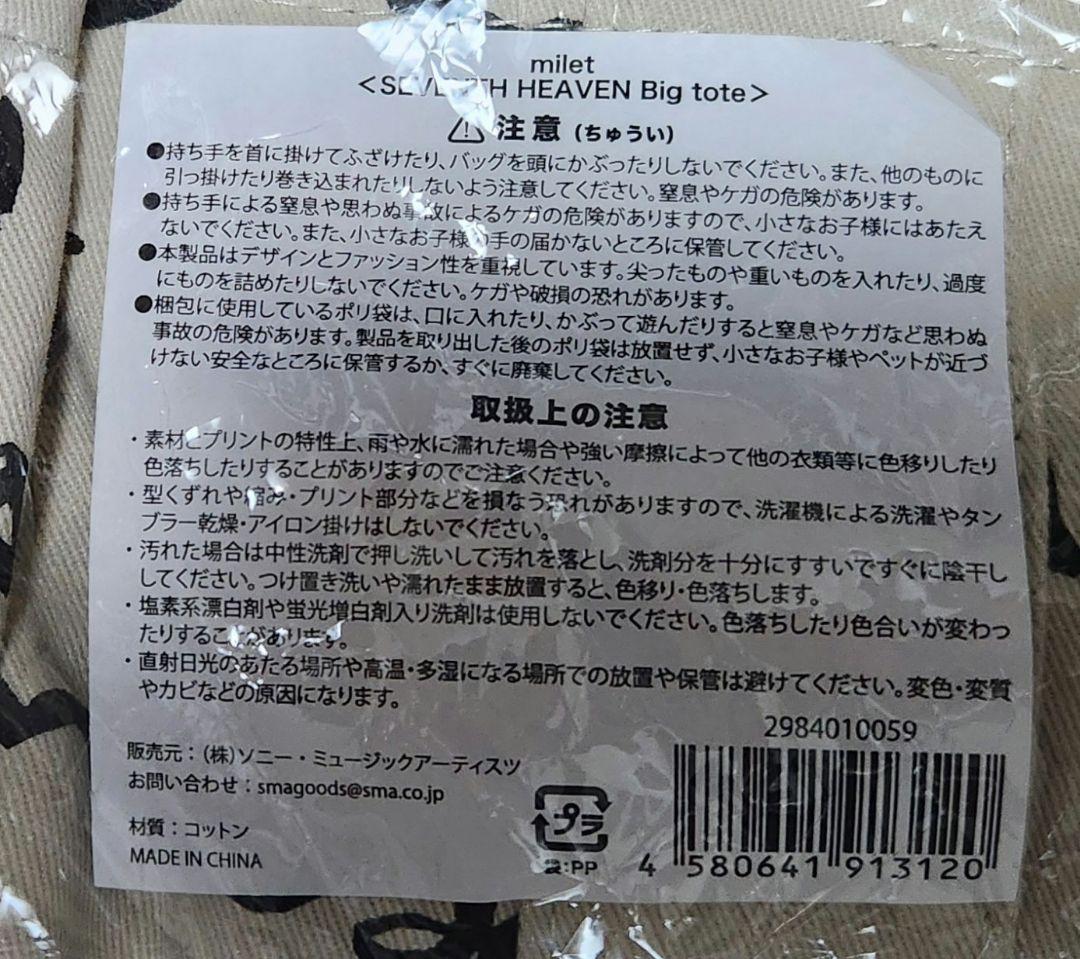 milet
<SEVENTH HEAVEN Big tote>
⚠注意 (ちゅうい)
●持ち手を首に掛けてふざけたり、バッグを頭にかぶったりしないでください。また、他のものに
引っ掛けたり巻き込まれたりしないよう注意してください。窒息やケガの危険があります。
●持ち手による窒息や思わぬ事故によるケガの危険がありますので、小さなお子様にはあたえ
ないでください。また、小さなお子様の手の届かないところに保管してください。
●本製品はデザインとファッション性を重視しています。尖ったものや重いものを入れたり、過度
にものを詰めたりしないでください。ケガや破損の恐れがあります。
●梱包に使用しているポリ袋は、口に入れたり、かぶって遊んだりすると窒息やケガなど思わぬ
事故の危険があります。製品を取り出した後のポリ袋は放置せず、小さなお子様やペットが近づ
けない安全なところに保管するか、すぐに廃棄してください。
取扱上の注意
・素材とプリントの特性上、雨や水に濡れた場合や強い摩擦によって他の衣類等に色移りしたり
色落ちしたりすることがありますのでご注意ください。
・型くずれや縮み・プリント部分などを損なう恐れがありますので、洗濯機による洗濯やタン
ブラー乾燥・アイロン掛けはしないでください。
・汚れた場合は中性洗剤で押し洗いして汚れを落とし、洗剤分を十分にすすいですぐに陰干し
してください。つけ置き洗いや濡れたまま放置すると、色移り・色落ちします。
・塩素系漂白剤や蛍光増白剤入り洗剤は使用しないでください。色落ちしたり色合いが変わっ
たりすることがあります。
・直射日光のあたる場所や高温・多湿になる場所での放置や保管は避けてください。変色・変質
やカビなどの原因になります。
2984010059
販売元：(株)ソニー・ミュージックアーティスツ
お問い合わせ：smagoods@sma.co.jp
材質：コットン
MADE IN CHINA
プラ
袋：PP
4 580641 913120